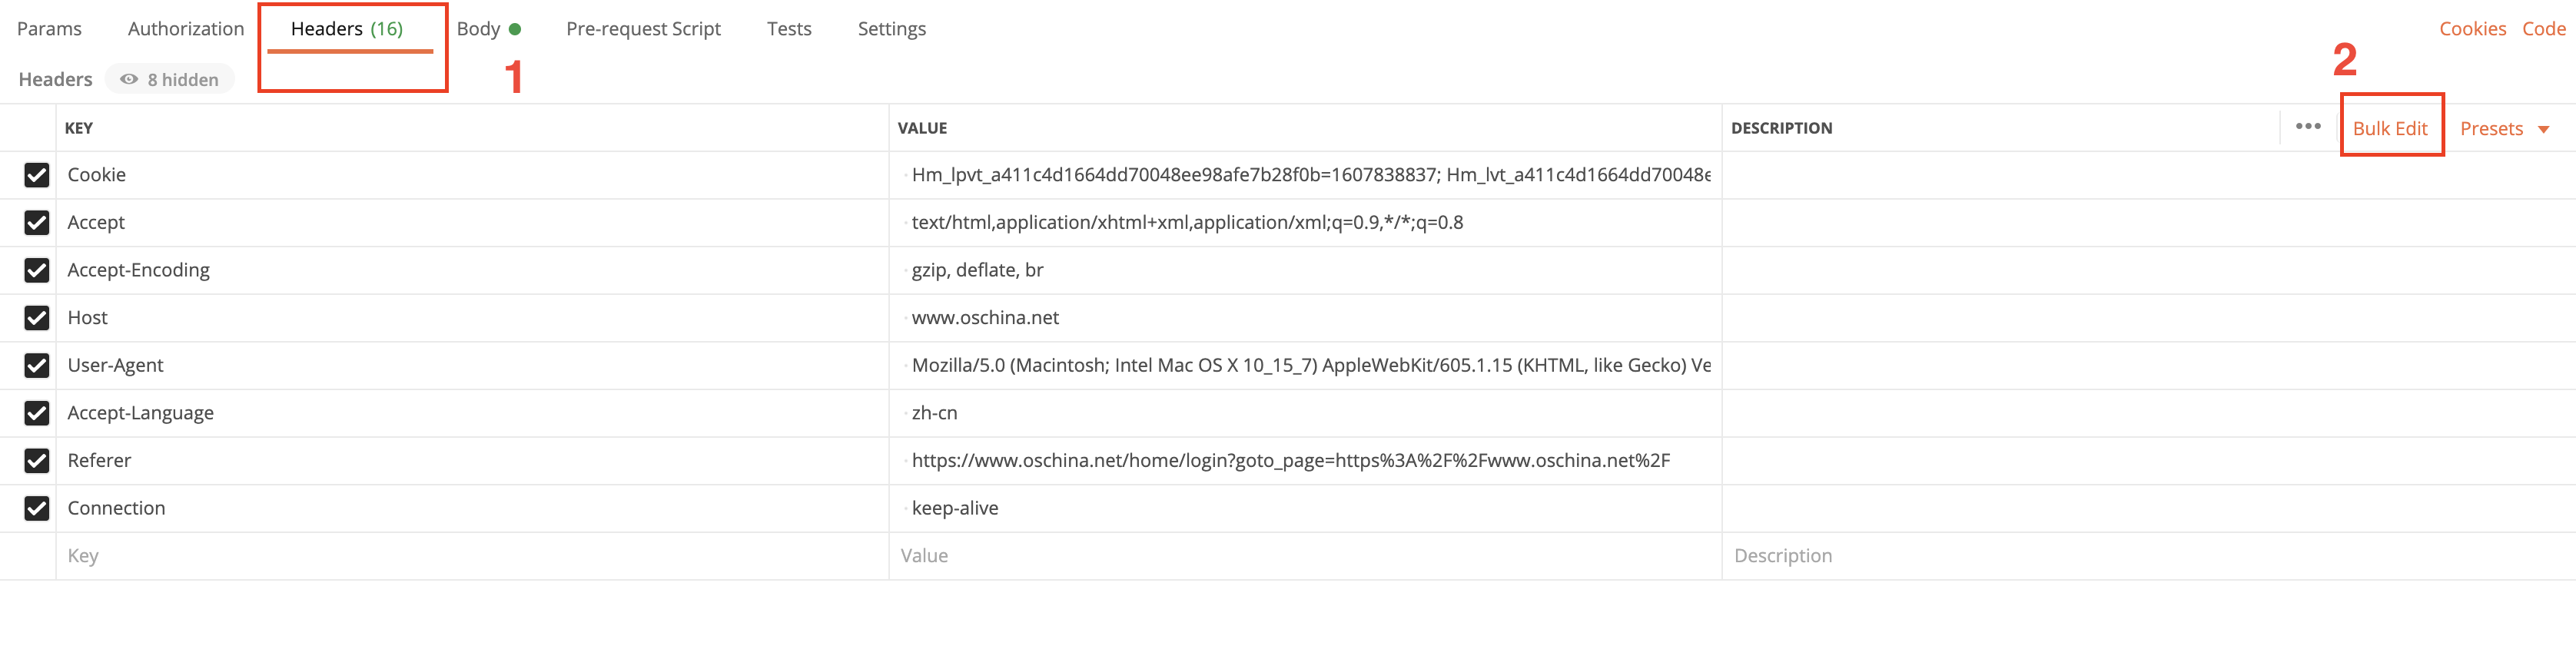 Params Authorization Headers (16) Body Pre-request Script Tests Settings Cookies Code
1
2
Headers 8 hidden
KEY VALUE DESCRIPTION ••• Bulk Edit Presets
Cookie Hm_lpvt_a411c4d1664dd70048ee98afe7b28f0b=1607838837; Hm_lvt_a411c4d1664dd70048e
Accept text/html,application/xhtml+xml,application/xml;q=0.9,*/*;q=0.8
Accept-Encoding gzip, deflate, br
Host www.oschina.net
User-Agent Mozilla/5.0 (Macintosh; Intel Mac OS X 10_15_7) AppleWebKit/605.1.15 (KHTML, like Gecko) Ve
Accept-Language zh-cn
Referer https://www.oschina.net/home/login?goto_page=https%3A%2F%2Fwww.oschina.net%2F
Connection keep-alive
Key Value Description